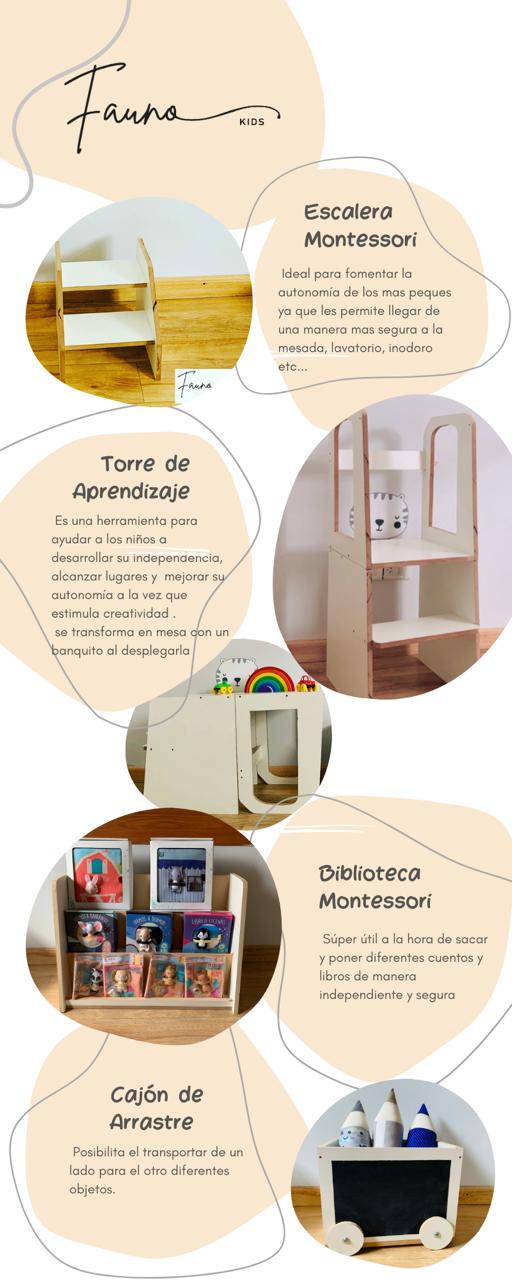 Fauno
KIDS
Escalera
Montessori
Ideal para fomentar la
autonomía de los mas peques
ya que les permite llegar de
una manera mas segura a la
mesada, lavatorio, inodoro
etc...
Fauno
Torre de
Aprendizaje
Es una herramienta para
ayudar a los niños a
desarrollar su independencia,
alcanzar lugares y mejorar su
autonomía a la vez que
estimula creatividad .
se transforma en mesa con un
banquito al desplegarla
Biblioteca
Montessori
Súper útil a la hora de sacar
y poner diferentes cuentos y
libros de manera
independiente y segura
Cajón de
Arrastre
Posibilita el transportar de un
lado para el otro diferentes
objetos.